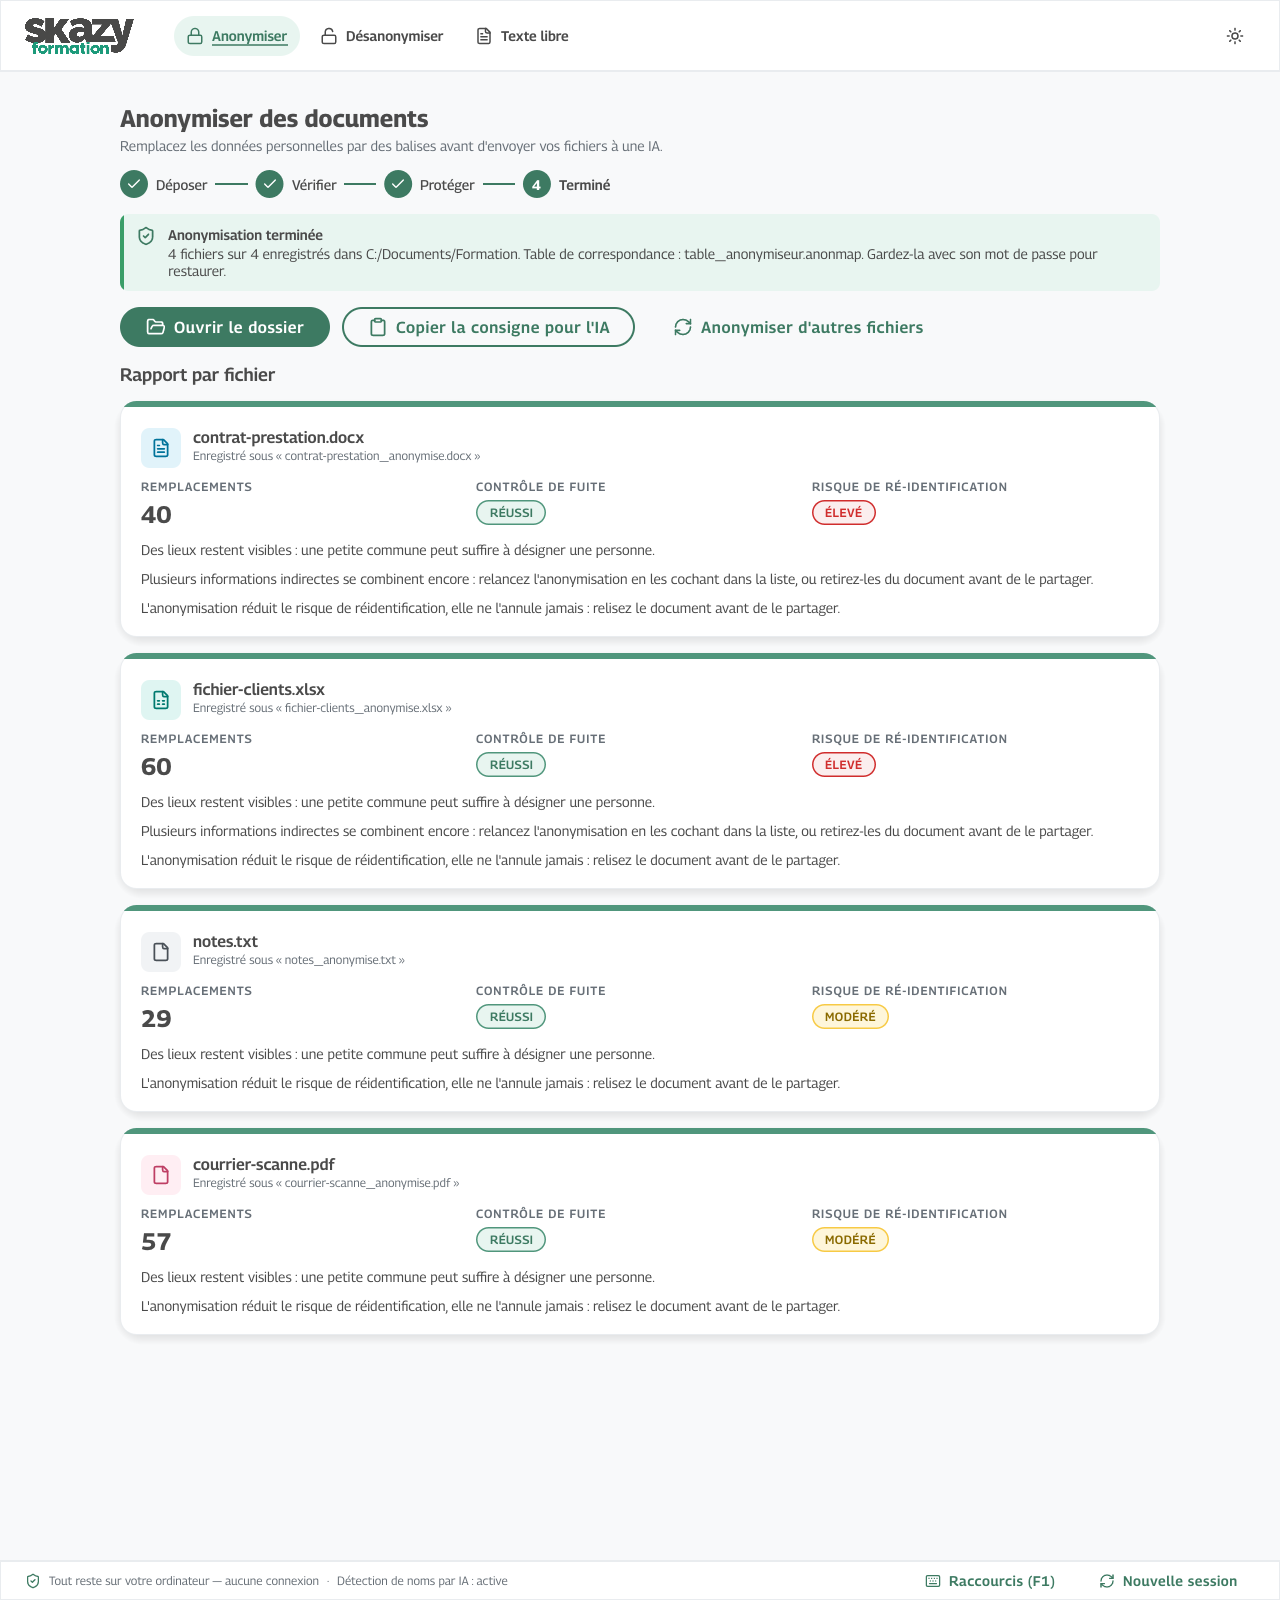 skazy
formation
Anonymiser
Désanonymiser
Texte libre
Anonymiser des documents
Remplacez les données personnelles par des balises avant d'envoyer vos fichiers à une IA.
Déposer
Vérifier
Protéger
4 Terminé
Anonymisation terminée
4 fichiers sur 4 enregistrés dans C:/Documents/Formation. Table de correspondance : table_anonymiseur.anonmap. Gardez-la avec son mot de passe pour
restaurer.
Ouvrir le dossier
Copier la consigne pour l'IA
Anonymiser d'autres fichiers
Rapport par fichier
contrat-prestation.docx
Enregistré sous « contrat-prestation_anonymise.docx »
REMPLACEMENTS
CONTRÔLE DE FUITE
RISQUE DE RÉ-IDENTIFICATION
40
RÉUSSI
ÉLEVÉ
Des lieux restent visibles : une petite commune peut suffire à désigner une personne.
Plusieurs informations indirectes se combinent encore : relancez l'anonymisation en les cochant dans la liste, ou retirez-les du document avant de le partager.
L'anonymisation réduit le risque de réidentification, elle ne l'annule jamais : relisez le document avant de le partager.
fichier-clients.xlsx
Enregistré sous « fichier-clients_anonymise.xlsx »
REMPLACEMENTS
CONTRÔLE DE FUITE
RISQUE DE RÉ-IDENTIFICATION
60
RÉUSSI
ÉLEVÉ
Des lieux restent visibles : une petite commune peut suffire à désigner une personne.
Plusieurs informations indirectes se combinent encore : relancez l'anonymisation en les cochant dans la liste, ou retirez-les du document avant de le partager.
L'anonymisation réduit le risque de réidentification, elle ne l'annule jamais : relisez le document avant de le partager.
notes.txt
Enregistré sous « notes_anonymise.txt »
REMPLACEMENTS
CONTRÔLE DE FUITE
RISQUE DE RÉ-IDENTIFICATION
29
RÉUSSI
MODÉRÉ
Des lieux restent visibles : une petite commune peut suffire à désigner une personne.
L'anonymisation réduit le risque de réidentification, elle ne l'annule jamais : relisez le document avant de le partager.
courrier-scanne.pdf
Enregistré sous « courrier-scanne_anonymise.pdf »
REMPLACEMENTS
CONTRÔLE DE FUITE
RISQUE DE RÉ-IDENTIFICATION
57
RÉUSSI
MODÉRÉ
Des lieux restent visibles : une petite commune peut suffire à désigner une personne.
L'anonymisation réduit le risque de réidentification, elle ne l'annule jamais : relisez le document avant de le partager.
Tout reste sur votre ordinateur — aucune connexion · Détection de noms par IA : active
Raccourcis (F1)
Nouvelle session